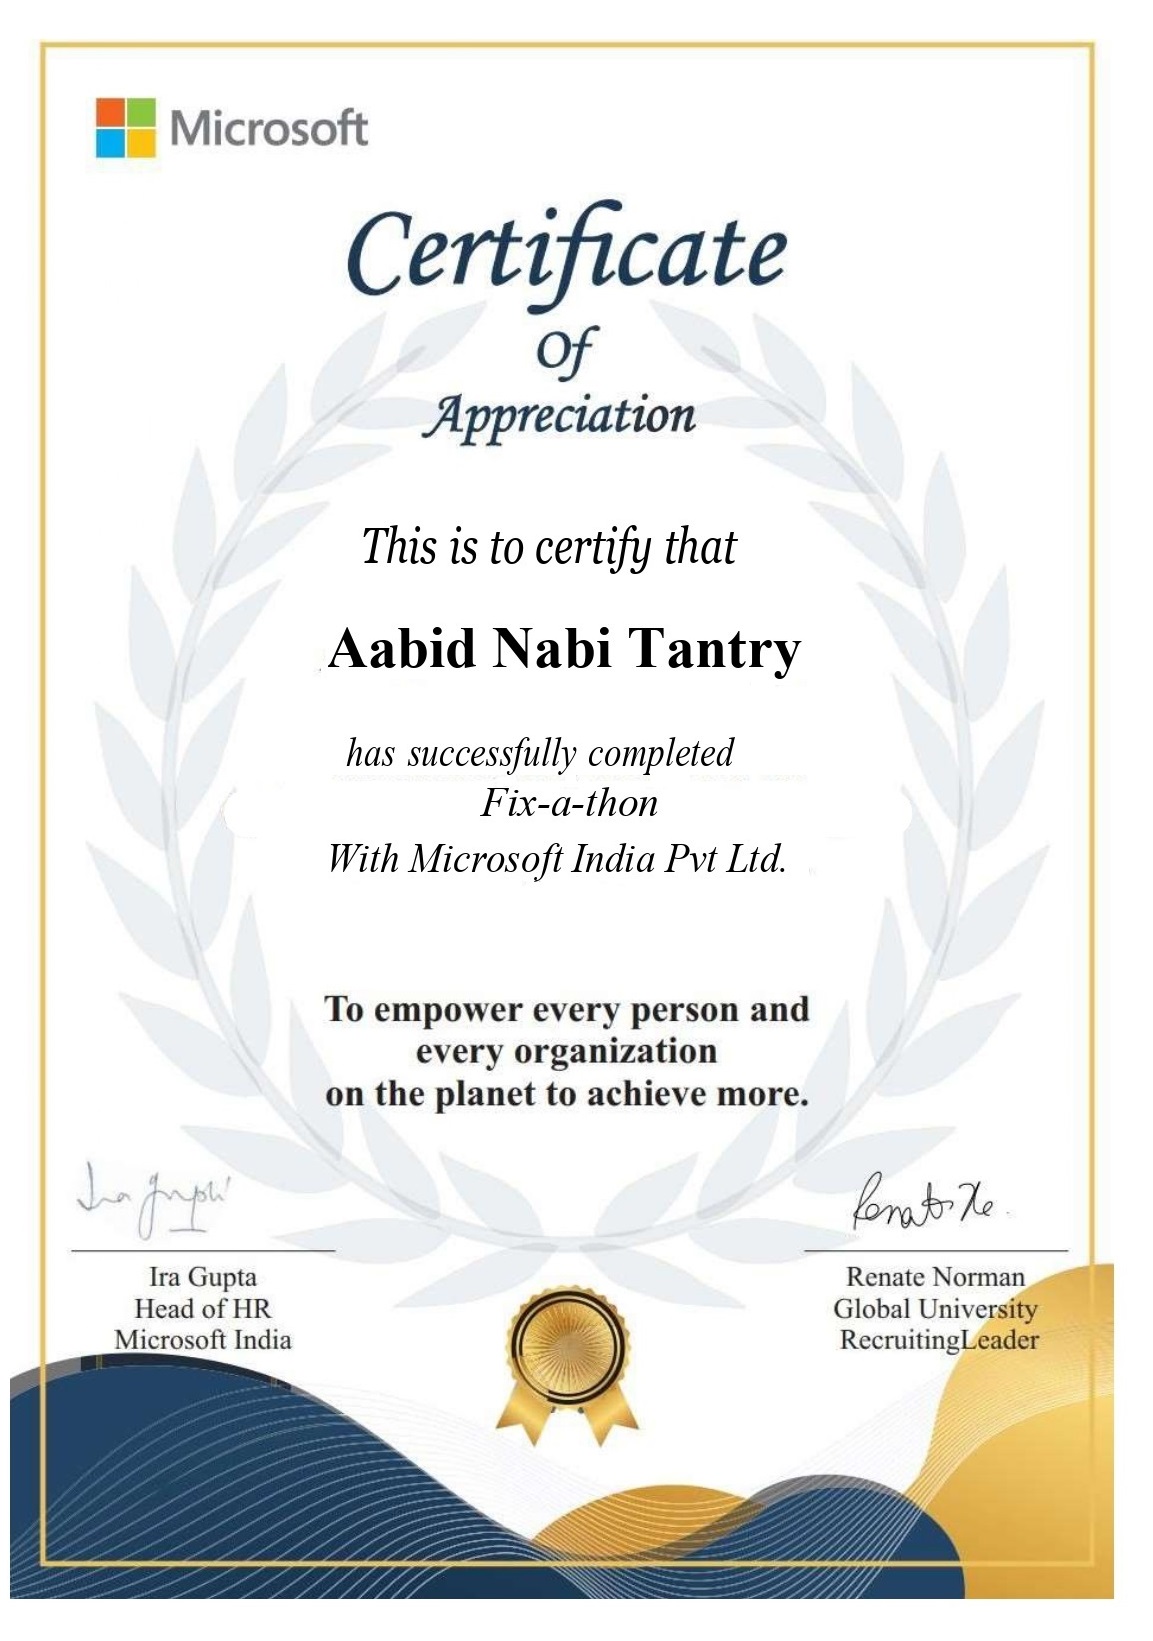 Microsoft
Certificate
Of
Appreciation
This is to certify that
Aabid Nabi Tantry
has successfully completed
Fix-a-thon
With Microsoft India Pvt Ltd.
To empower every person and
every organization
on the planet to achieve more.
Ira Gupta
Renate Norman
Head of HR
Global University
Microsoft India
RecruitingLeader